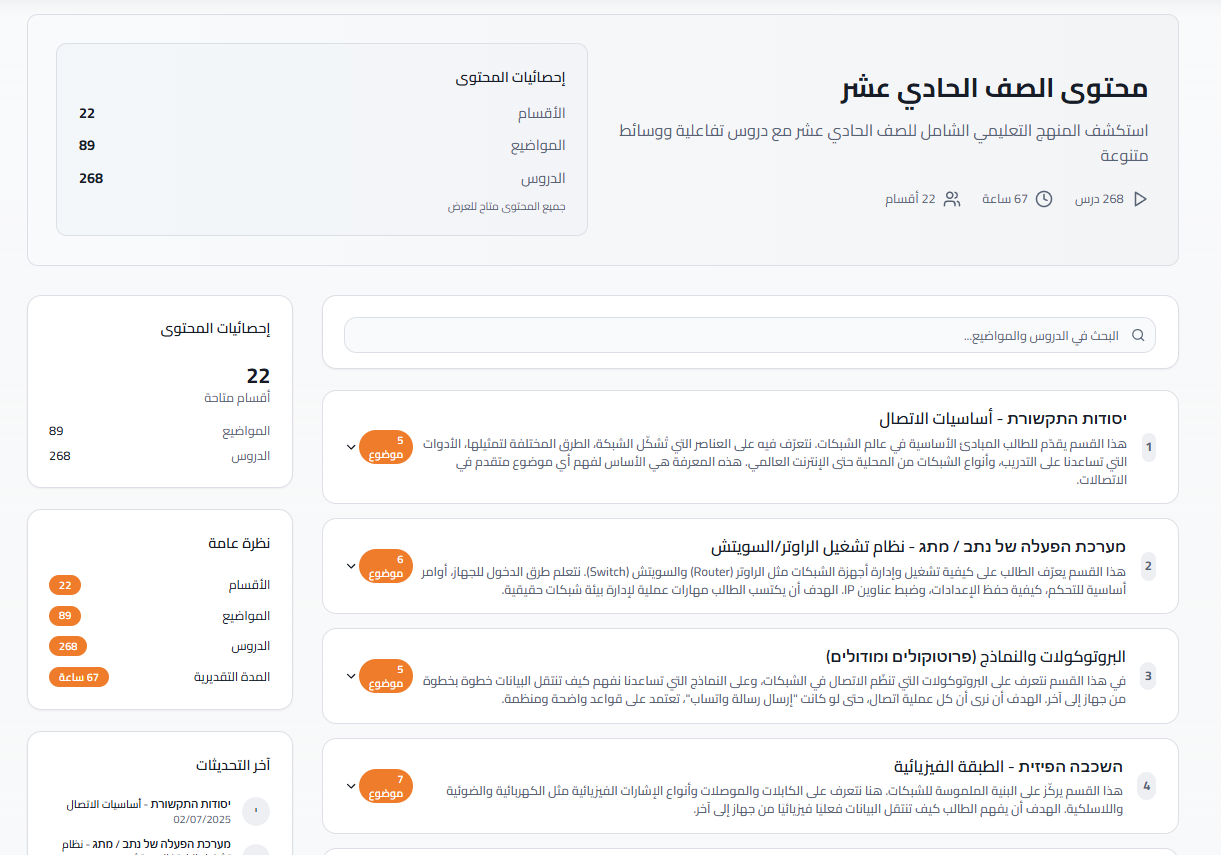 محتوى الصف الحادي عشر
استكشف المنهج التعليمي الشامل للصف الحادي عشر مع دروس تفاعلية ووسائط
متنوعة
268 درس
67 ساعة
22 أقسام
إحصائيات المحتوى
الأقسام 22
المواضيع 89
الدروس 268
جميع المحتوى متاح للعرض
البحث في الدروس والمواضيع...
1
יסודות התקשורת - أساسيات الاتصال
هذا القسم يقدّم للطالب المبادئ الأساسية في عالم الشبكات. نتعرّف فيه على العناصر التي تُشكّل الشبكة، الطرق المختلفة لتمثيلها، الأدوات
التي تساعدنا على التدريب، وأنواع الشبكات من المحلية حتى الإنترنت العالمي. هذه المعرفة هي الأساس لفهم أي موضوع متقدم في
الاتصالات.
5
موضوع
2
מערכת הפעלה של נתב / מתג - نظام تشغيل الراوتر/السويتش
هذا القسم يعرّف الطالب على كيفية تشغيل وإدارة أجهزة الشبكات مثل الراوتر (Router) والسويتش (Switch). نتعلم طرق الدخول للجهاز، أوامر
أساسية للتحكم، كيفية حفظ الإعدادات، وضبط عناوين IP. الهدف أن يكتسب الطالب مهارات عملية لإدارة بيئة شبكات حقيقية.
6
موضوع
3
البروتوكولات والنماذج (פרוטוקולים ומודולים)
في هذا القسم نتعرف على البروتوكولات التي تنظّم الاتصال في الشبكات، وعلى النماذج التي تساعدنا نفهم كيف تنتقل البيانات خطوة بخطوة
من جهاز إلى آخر. الهدف أن نرى أن كل عملية اتصال، حتى لو كانت "إرسال رسالة واتساب"، تعتمد على قواعد واضحة ومنظمة.
5
موضوع
4
השכבה הפיזית - الطبقة الفيزيائية
هذا القسم يركّز على البنية الملموسة للشبكات. هنا نتعرف على الكابلات والموصلات وأنواع الإشارات الفيزيائية مثل الكهربائية والضوئية
واللاسلكية. الهدف أن يفهم الطالب كيف تنتقل البيانات فعليًا فيزيائيًا من جهاز إلى آخر.
7
موضوع
إحصائيات المحتوى
22
أقسام متاحة
المواضيع 89
الدروس 268
نظرة عامة
الأقسام 22
المواضيع 89
الدروس 268
المدة التقديرية 67 ساعة
آخر التحديثات
יסודות התקשורת - أساسيات الاتصال
02/07/2025
מערכת הפעלה של נתב / מתג - نظام